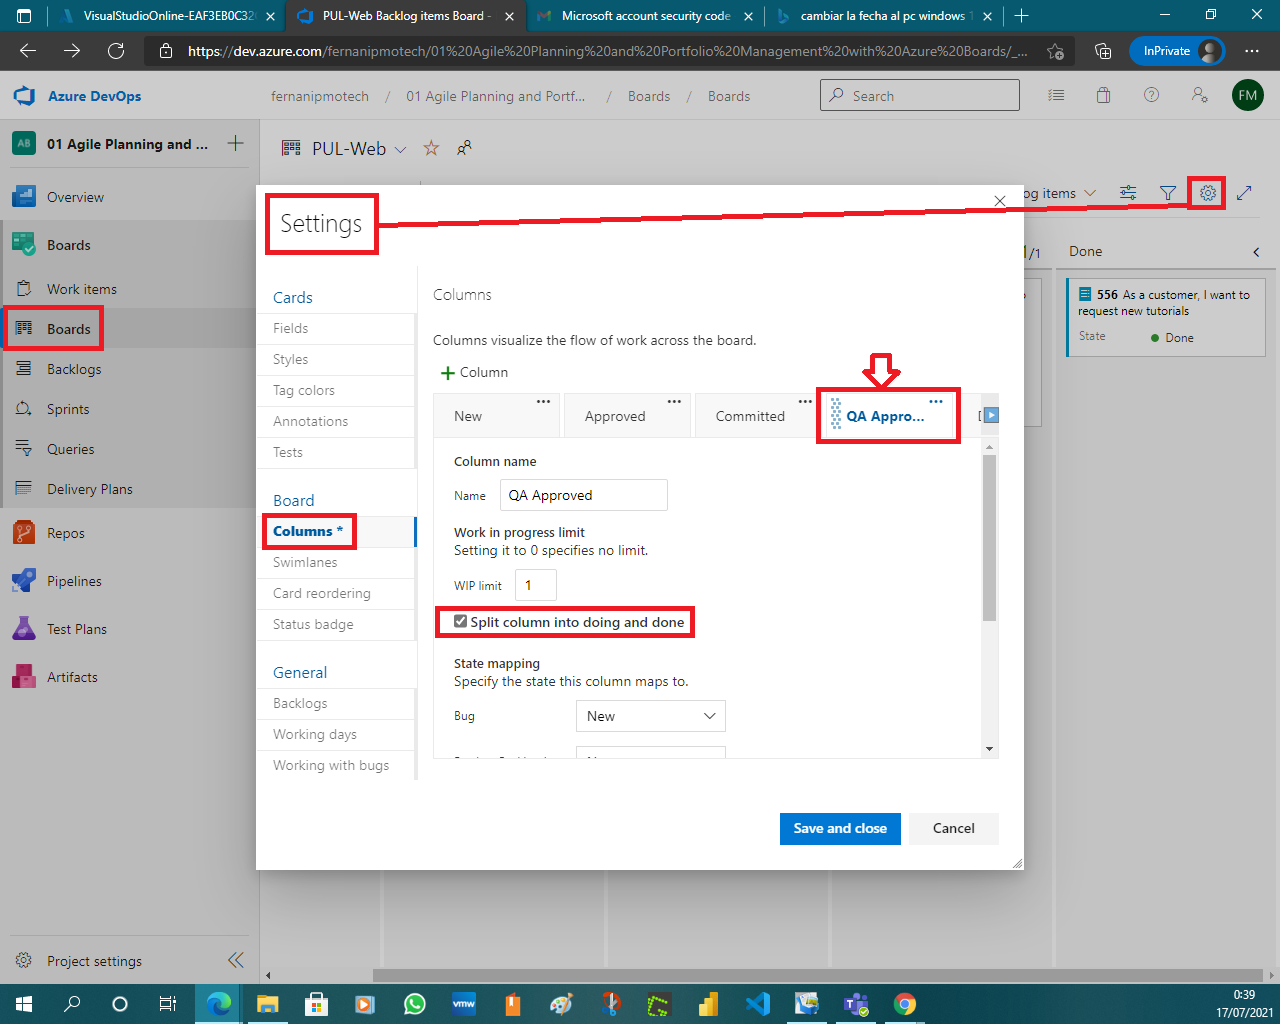 VisualStudioOnline-EAF3EB0C32
PUL-Web Backlog items Board -
Microsoft account security code
cambiar la fecha al pc windows 1
https://dev.azure.com/fernanipmotech/01%20Agile%20Planning%20and%20Portfolio%20Management%20with%20Azure%20Boards/_...
InPrivate
Azure DevOps
fernanipmotech / 01 Agile Planning and Portf... / Boards / Boards
Search
FM
AB 01 Agile Planning and ...
PUL-Web
Overview
Boards
Work items
Boards
Backlogs
Sprints
Queries
Delivery Plans
Repos
Pipelines
Test Plans
Artifacts
Project settings
og items
1/1
Done
556 As a customer, I want to
request new tutorials
State Done
Settings
Cards
Fields
Styles
Tag colors
Annotations
Tests
Board
Columns *
Swimlanes
Card reordering
Status badge
General
Backlogs
Working days
Working with bugs
Columns
Columns visualize the flow of work across the board.
Column
New
Approved
Committed
QA Appro...
Column name
Name QA Approved
Work in progress limit
Setting it to 0 specifies no limit.
WIP limit 1
Split column into doing and done
State mapping
Specify the state this column maps to.
Bug New
Save and close
Cancel
vmw
0:39
17/07/2021